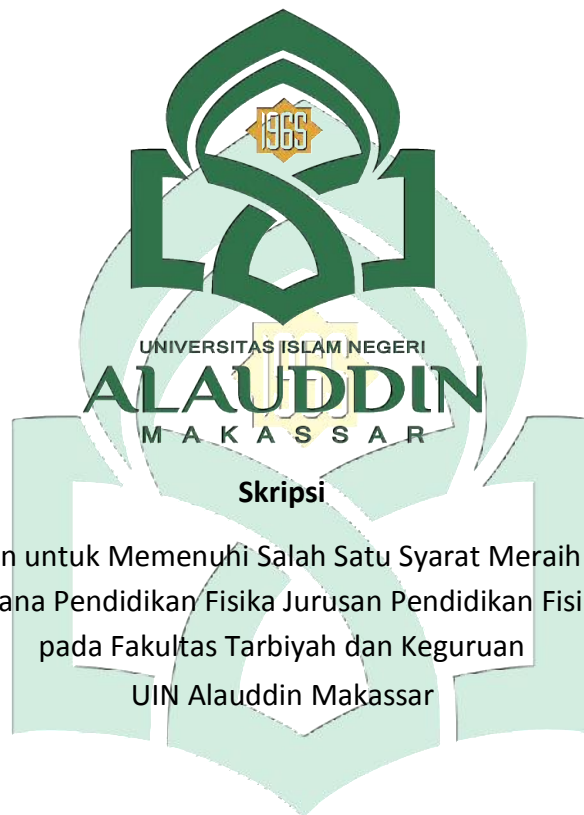 1965
UNIVERSITAS ISLAM NEGERI
ALAUDDIN
MAKASSAR
Skripsi
n untuk Memenuhi Salah Satu Syarat Meraih
ana Pendidikan Fisika Jurusan Pendidikan Fisi
pada Fakultas Tarbiyah dan Keguruan
UIN Alauddin Makassar